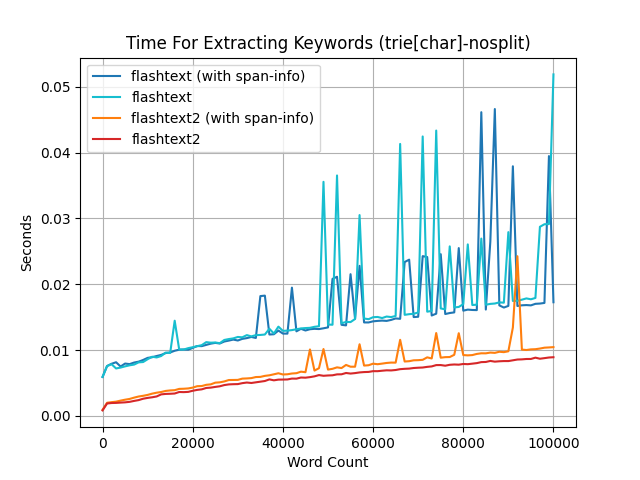 Time For Extracting Keywords (trie[char]-nosplit)
flashtext (with span-info)
flashtext
flashtext2 (with span-info)
flashtext2
0.05
0.04
0.03
0.02
0.01
0.00
Seconds
0 20000 40000 60000 80000 100000
Word Count